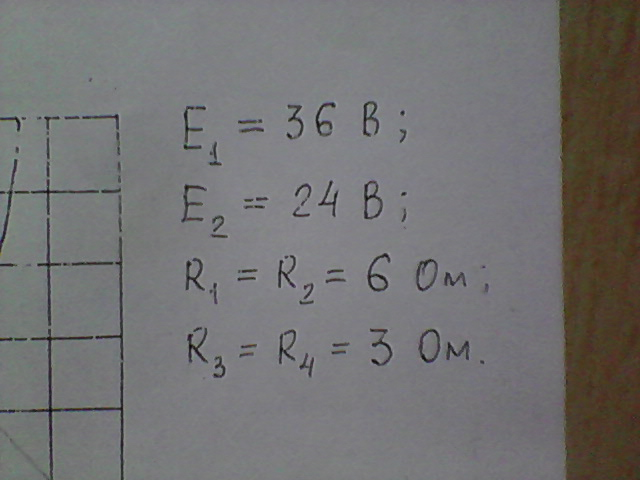 E₁ = 36 В;
E₂ = 24 В;
R₁ = R₂ = 6 Ом;
R₃ = R₄ = 3 Ом.